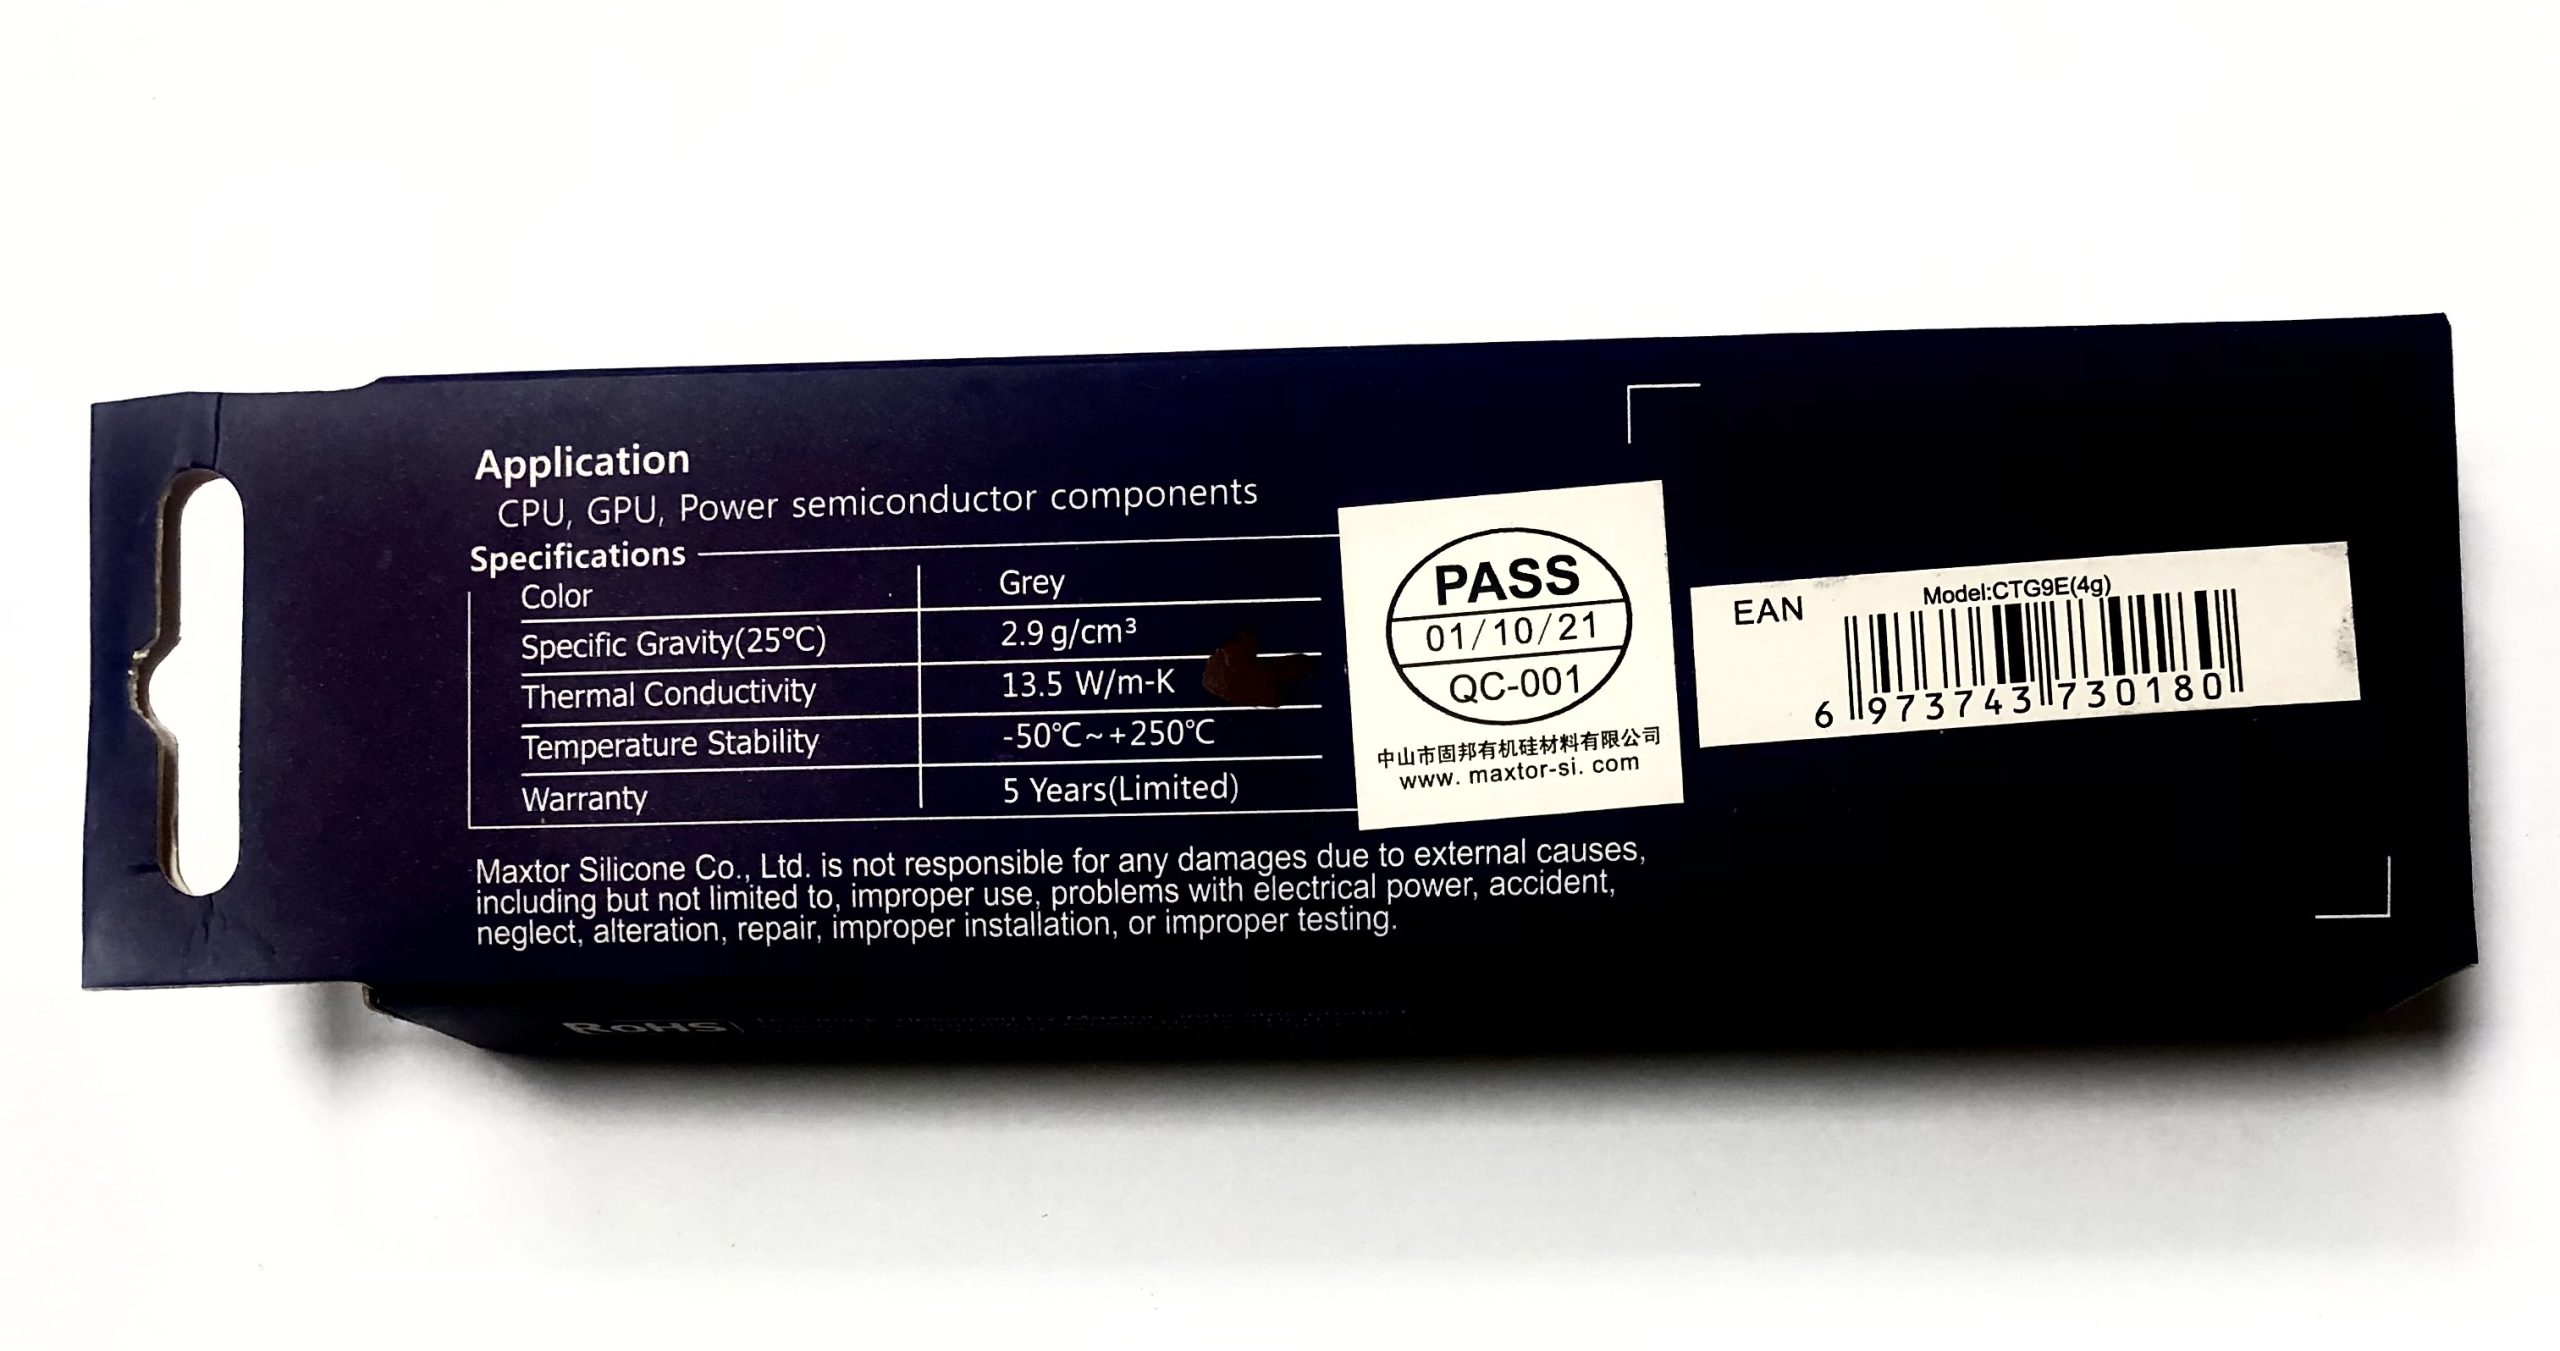 Application
CPU, GPU, Power semiconductor components
Specifications
Color Grey
Specific Gravity(25℃) 2.9 g/cm³
Thermal Conductivity 13.5 W/m-K
Temperature Stability -50℃~+250℃
Warranty 5 Years(Limited)
Maxtor Silicone Co., Ltd. is not responsible for any damages due to external causes,
including but not limited to, improper use, problems with electrical power, accident,
neglect, alteration, repair, improper installation, or improper testing.
PASS
01/10/21
QC-001
中山市固邦有机硅材料有限公司
www. maxtor-si. com
EAN
Model:CTG9E(4g)
6 973743 730180
RoHS